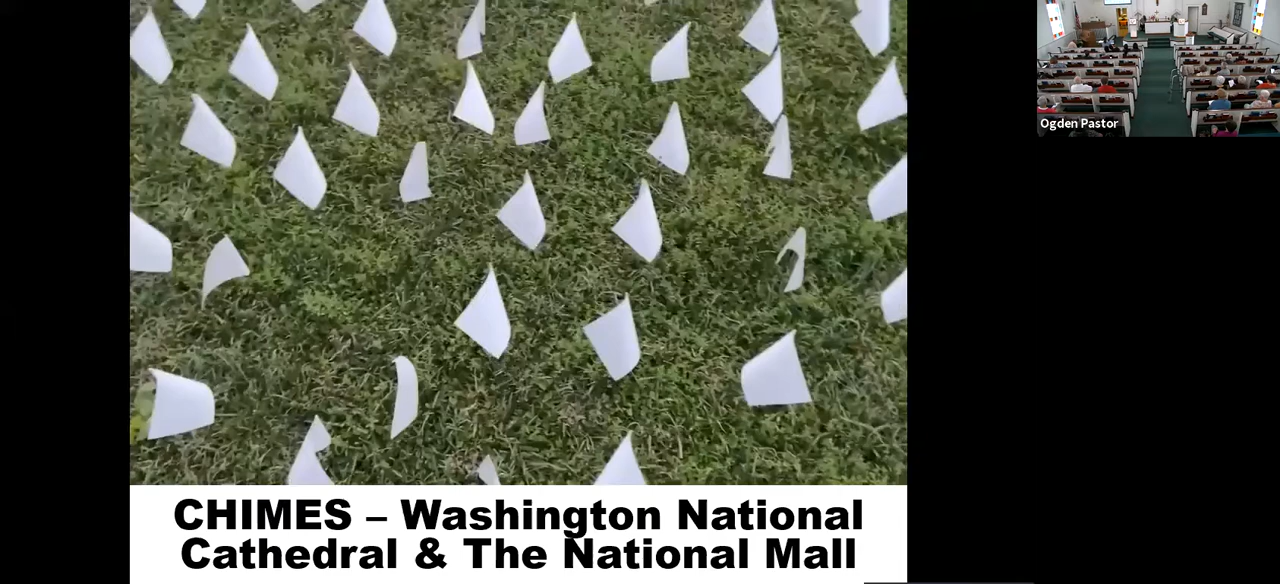 Ogden Pastor
CHIMES – Washington National
Cathedral & The National Mall